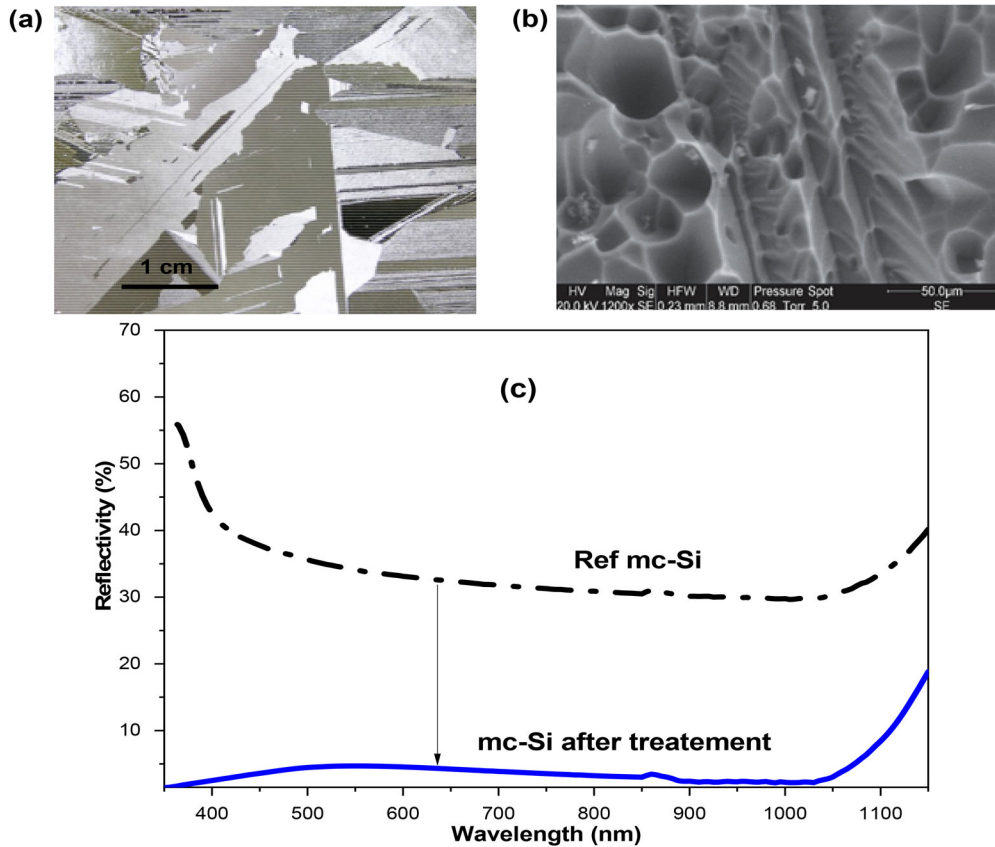 (a)
1 cm
(b)
HV Mag Sig HFW WD Pressure Spot 50.0μm
20.0 kV 1200x SE 0.23 mm 8.8 mm 0.68 Torr 5.0 SE
(c)
70
60
50
40
30
20
10
Reflectivity (%)
Ref mc-Si
mc-Si after treatement
400 500 600 700 800 900 1000 1100
Wavelength (nm)